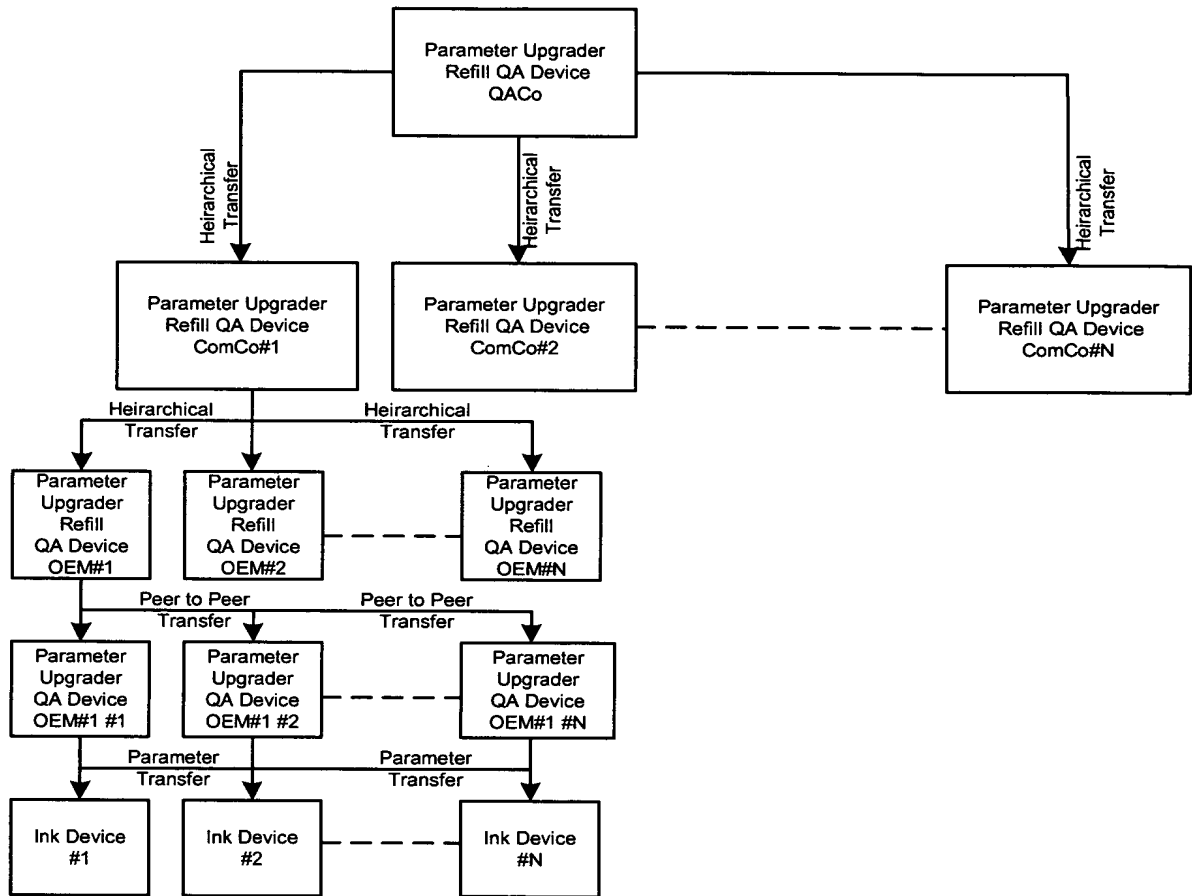 Parameter Upgrader
Refill QA Device
QACo
Heirarchical
Transfer
Heirarchical
Transfer
Heirarchical
Transfer
Parameter Upgrader
Refill QA Device
ComCo#1
Parameter Upgrader
Refill QA Device
ComCo#2
Parameter Upgrader
Refill QA Device
ComCo#N
Heirarchical
Transfer
Heirarchical
Transfer
Parameter
Upgrader
Refill
QA Device
OEM#1
Parameter
Upgrader
Refill
QA Device
OEM#2
Parameter
Upgrader
Refill
QA Device
OEM#N
Peer to Peer
Transfer
Peer to Peer
Transfer
Parameter
Upgrader
QA Device
OEM#1 #1
Parameter
Upgrader
QA Device
OEM#1 #2
Parameter
Upgrader
QA Device
OEM#1 #N
Parameter
Transfer
Parameter
Transfer
Ink Device
#1
Ink Device
#2
Ink Device
#N